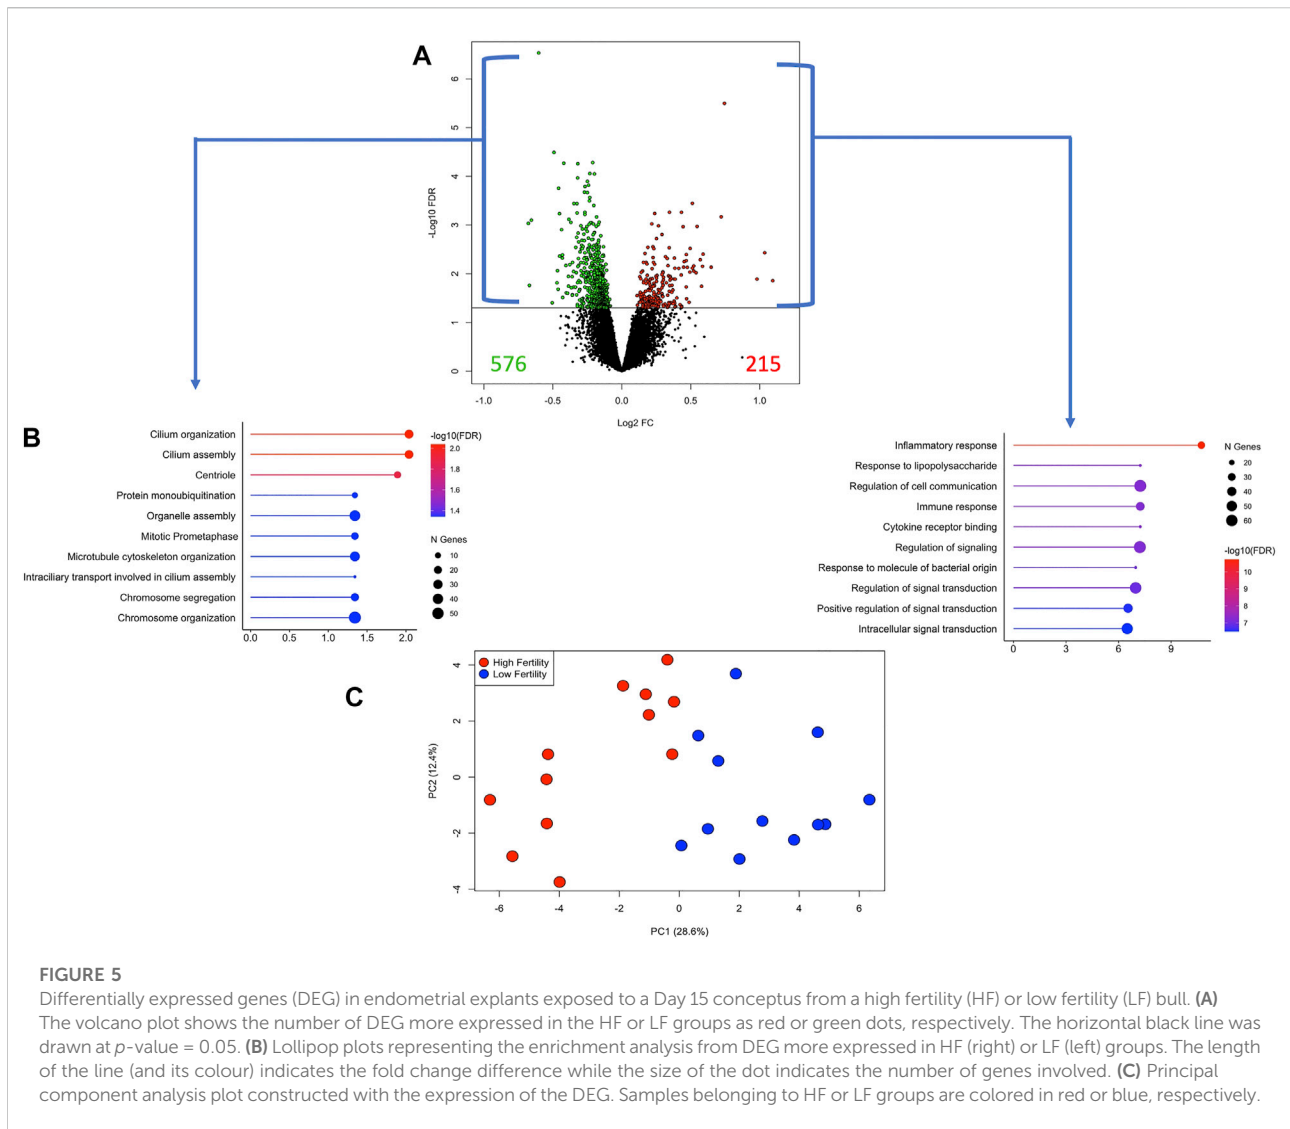 A
6
5
4
3
2
1
0
-Log10 FDR
576
215
-1.0
-0.5
0.0
0.5
1.0
Log2 FC
B
Cilium organization
Cilium assembly
Centriole
Protein monoubiquitination
Organelle assembly
Mitotic Prometaphase
Microtubule cytoskeleton organization
Intraciliary transport involved in cilium assembly
Chromosome segregation
Chromosome organization
0.0
0.5
1.0
1.5
2.0
-log10(FDR)
2.0
1.8
1.6
1.4
N Genes
10
20
30
40
50
Inflammatory response
Response to lipopolysaccharide
Regulation of cell communication
Immune response
Cytokine receptor binding
Regulation of signaling
Response to molecule of bacterial origin
Regulation of signal transduction
Positive regulation of signal transduction
Intracellular signal transduction
0
3
6
9
N Genes
20
30
40
50
60
-log10(FDR)
10
9
8
7
C
High Fertility
Low Fertility
4
2
0
-2
-4
PC2 (12.4%)
-6
-4
-2
0
2
4
6
PC1 (28.6%)
FIGURE 5
Differentially expressed genes (DEG) in endometrial explants exposed to a Day 15 conceptus from a high fertility (HF) or low fertility (LF) bull. (A)
The volcano plot shows the number of DEG more expressed in the HF or LF groups as red or green dots, respectively. The horizontal black line was
drawn at p-value = 0.05. (B) Lollipop plots representing the enrichment analysis from DEG more expressed in HF (right) or LF (left) groups. The length
of the line (and its colour) indicates the fold change difference while the size of the dot indicates the number of genes involved. (C) Principal
component analysis plot constructed with the expression of the DEG. Samples belonging to HF or LF groups are colored in red or blue, respectively.